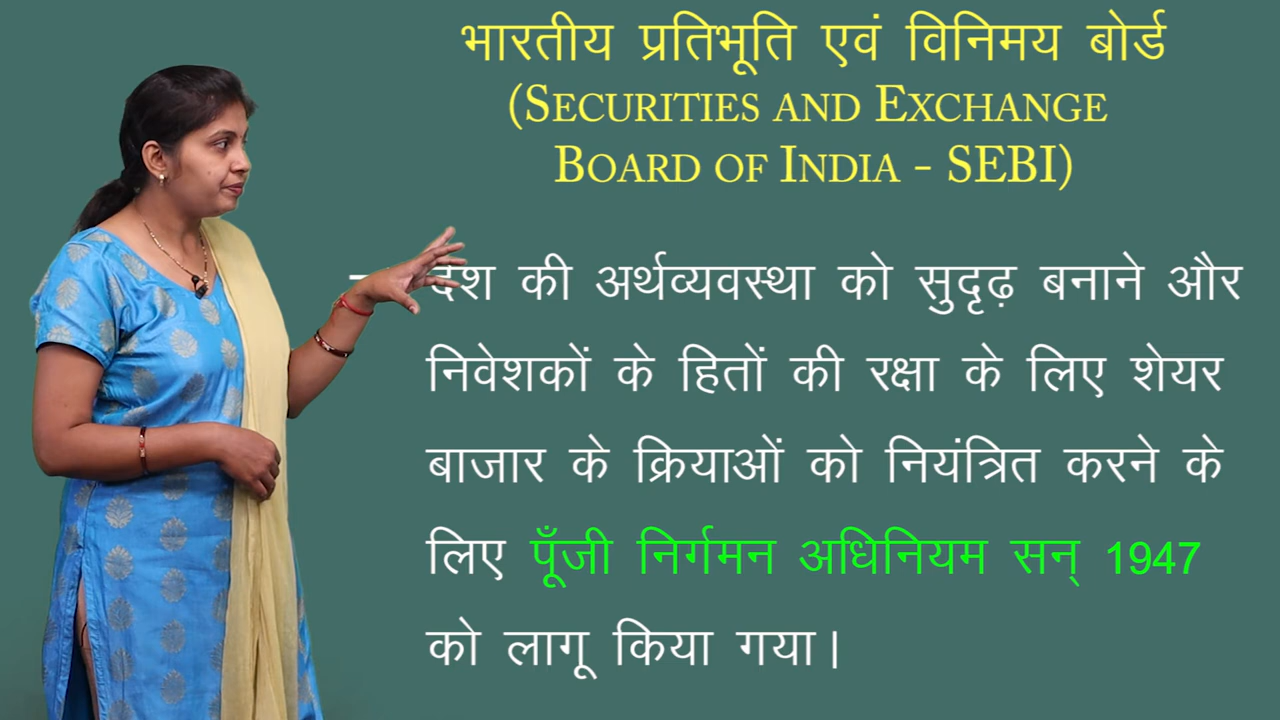 भारतीय प्रतिभूति एवं विनिमय बोर्ड
(SECURITIES AND EXCHANGE
BOARD OF INDIA - SEBI)
– देश की अर्थव्यवस्था को सुदृढ़ बनाने और
निवेशकों के हितों की रक्षा के लिए शेयर
बाजार के क्रियाओं को नियंत्रित करने के
लिए पूँजी निर्गमन अधिनियम सन् 1947
को लागू किया गया।